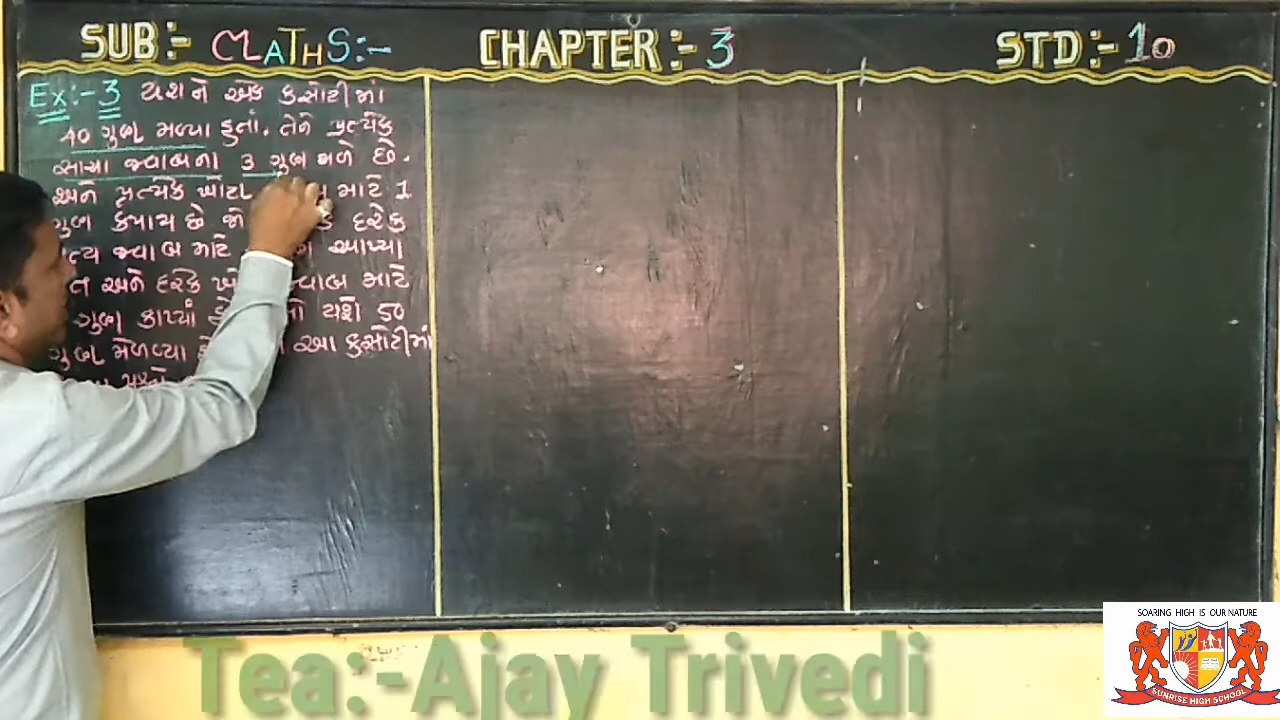 SUB:- MATHS:-
CHAPTER:- 3
STD:- 10
Ex:-3 યશને એક કસોટીમાં
40 ગુણ મળ્યા હતાં. તેને પ્રત્યેક
સાચા જવાબના 3 ગુણ મળે છે.
અને પ્રત્યેક ખોટા માટે 1
ગુણ કપાય છે જો દરેક
જવાબ માટે આપ્યા
અને દરેક જવાબ માટે
ગુણ કાપ્યાં યશે 50
ગુણ મેળવ્યા આ કસોટીમાં
Tea:-Ajay Trivedi
SOARING HIGH IS OUR NATURE
SUNRISE HIGH SCHOOL